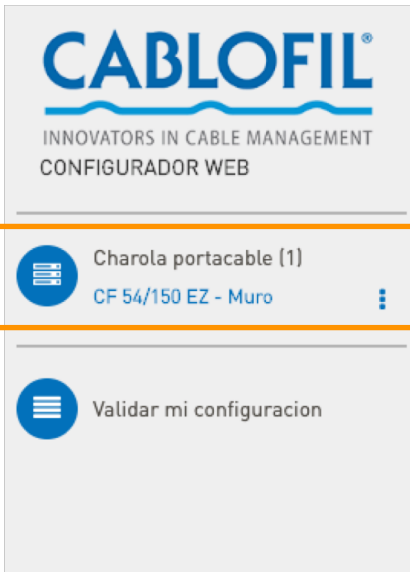 CABLOFIL®
INNOVATORS IN CABLE MANAGEMENT
CONFIGURADOR WEB
Charola portacable (1)
CF 54/150 EZ - Muro
Validar mi configuracion